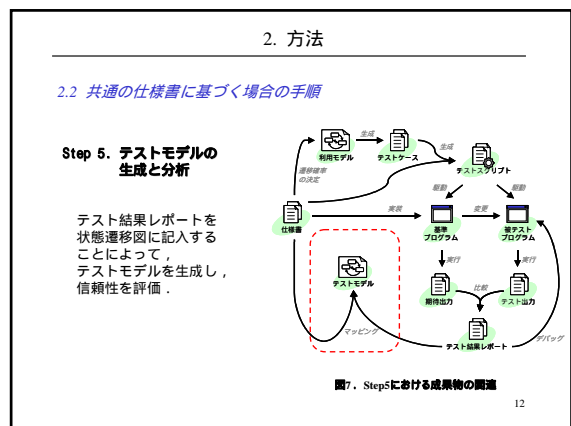 2. 方法
2.2 共通の仕様書に基づく場合の手順
Step 5. テストモデルの
生成と分析
テスト結果レポートを
状態遷移図に記入する
ことによって,
テストモデルを生成し,
信頼性を評価.
生成
生成
利用モデル
テストケース
テストスクリプト
遷移確率
の決定
駆動
駆動
仕様書
実装
基準
プログラム
変更
被テスト
プログラム
実行
実行
テストモデル
期待出力
比較
テスト出力
マッピング
テスト結果レポート
デバッグ
図7. Step5における成果物の関連
12